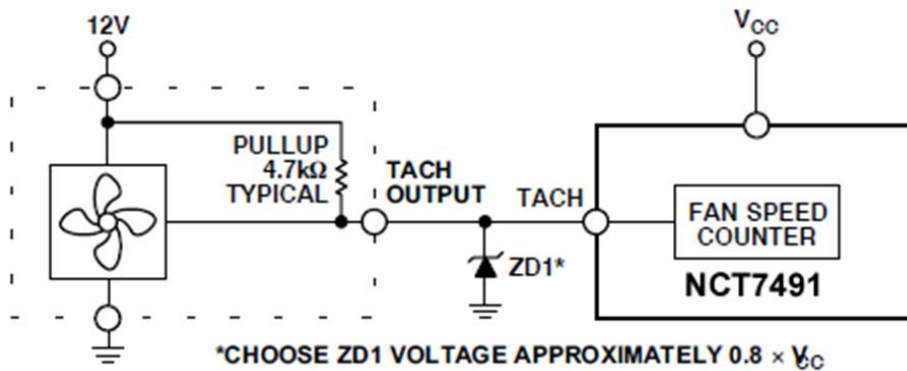 12V
V CC
PULLUP
4.7kΩ
TYPICAL
TACH
OUTPUT
TACH
FAN SPEED
COUNTER
ZD1*
NCT7491
*CHOOSE ZD1 VOLTAGE APPROXIMATELY 0.8 × VCC